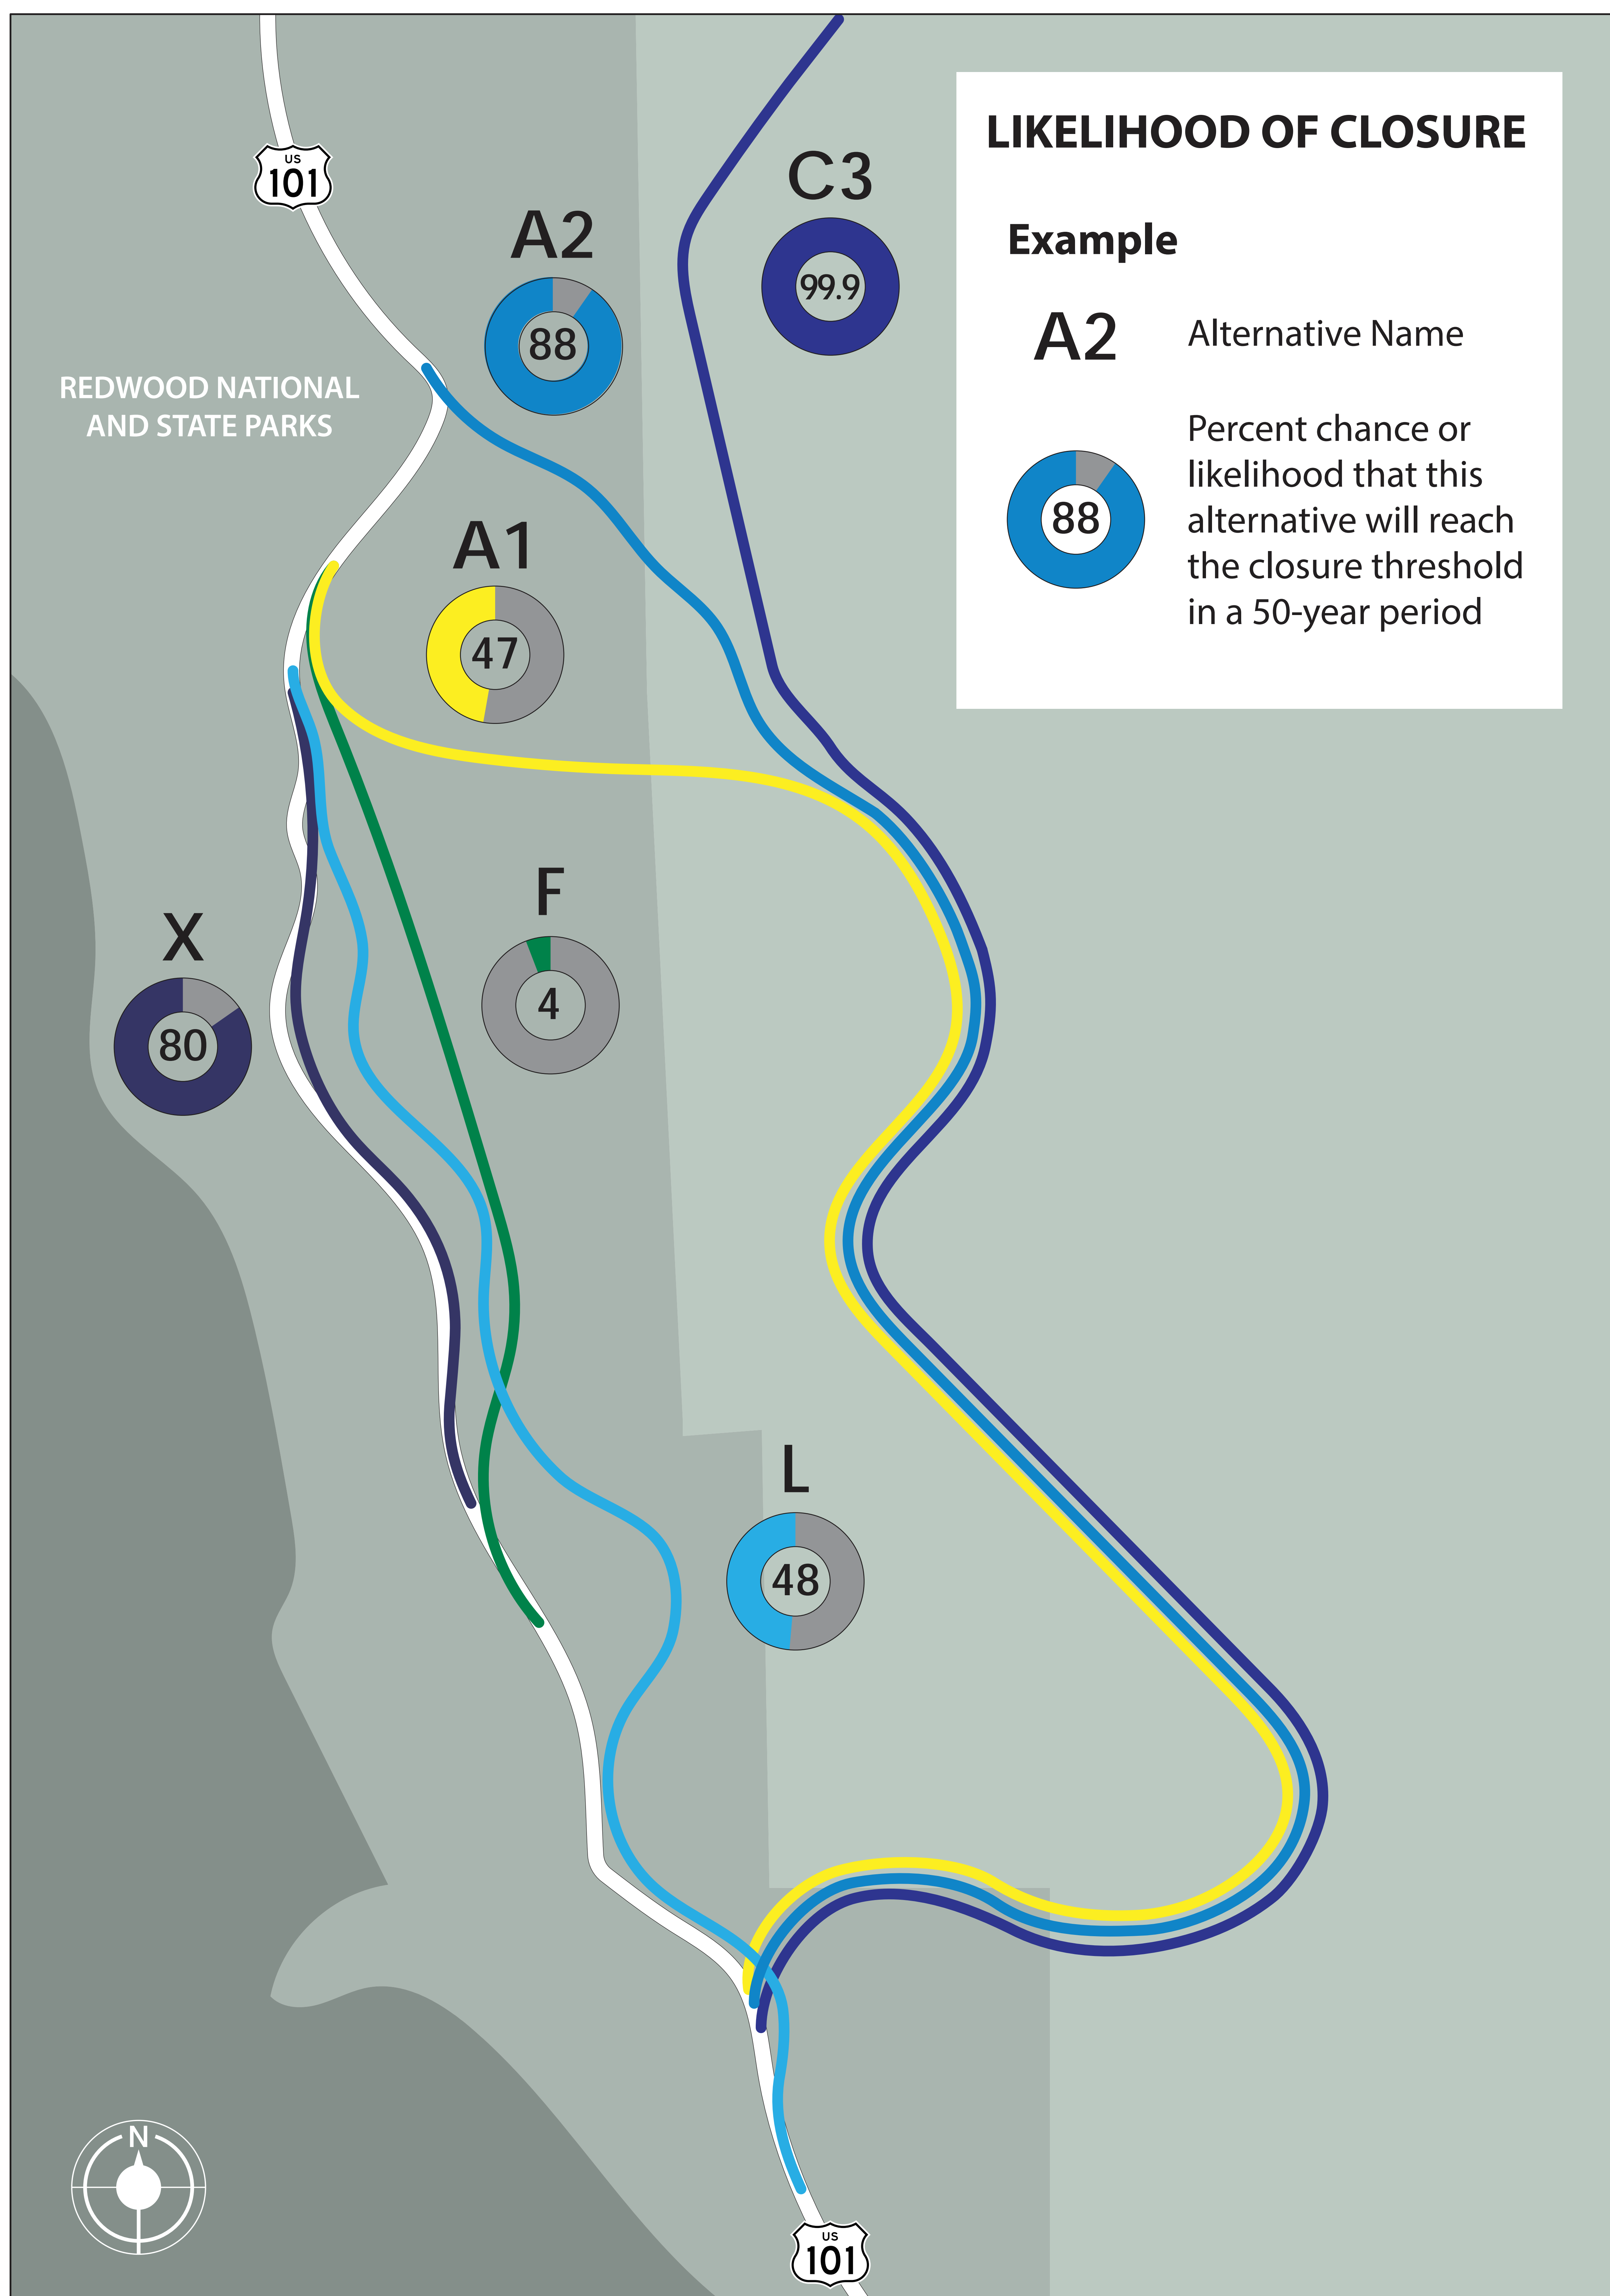 US
101
C3
99.9
A2
88
REDWOOD NATIONAL
AND STATE PARKS
A1
47
F
4
X
80
L
48
N
US
101
LIKELIHOOD OF CLOSURE
Example
A2
Alternative Name
88
Percent chance or
likelihood that this
alternative will reach
the closure threshold
in a 50-year period